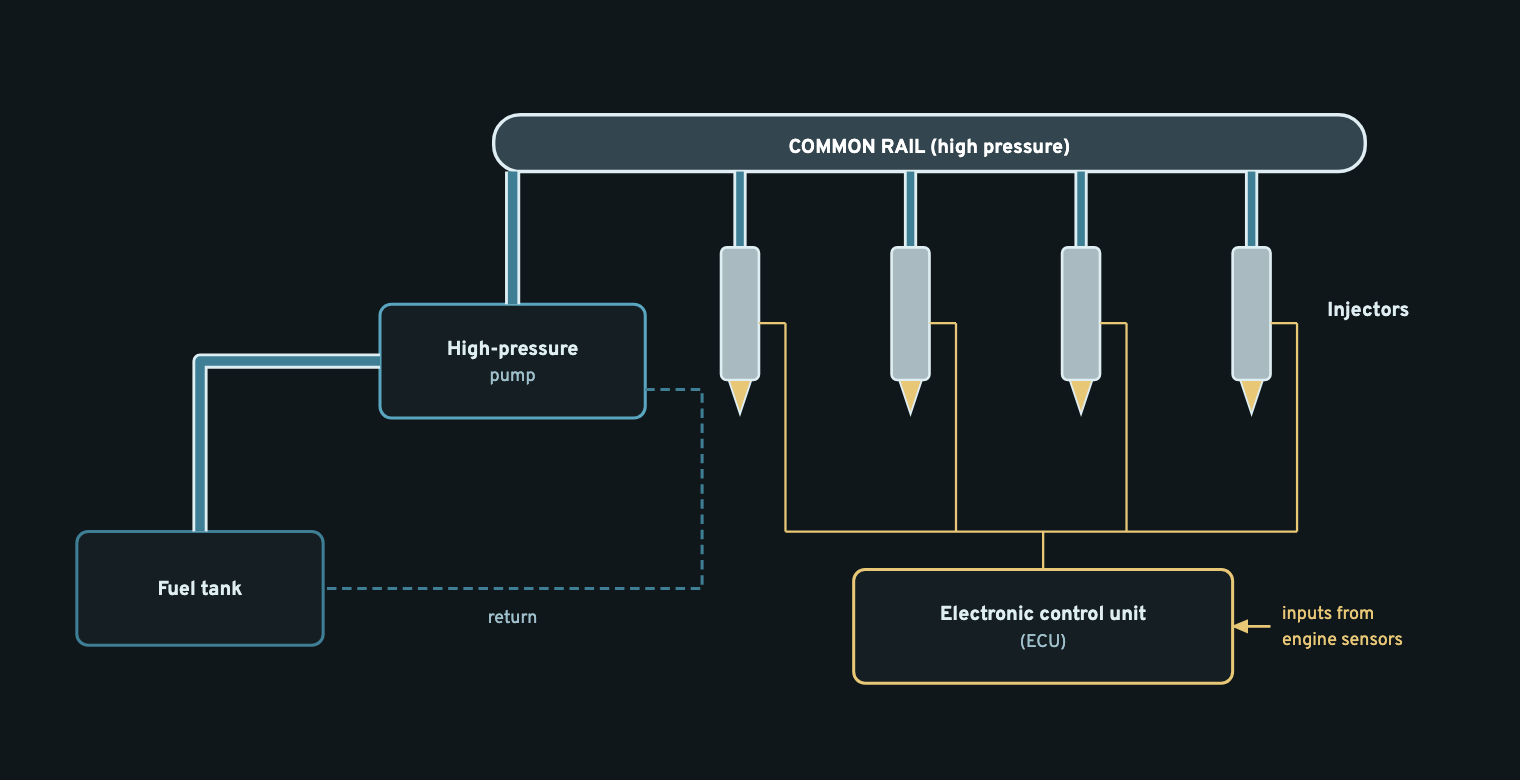 COMMON RAIL (high pressure)
Injectors
High-pressure
pump
Fuel tank
return
Electronic control unit
(ECU)
inputs from
engine sensors